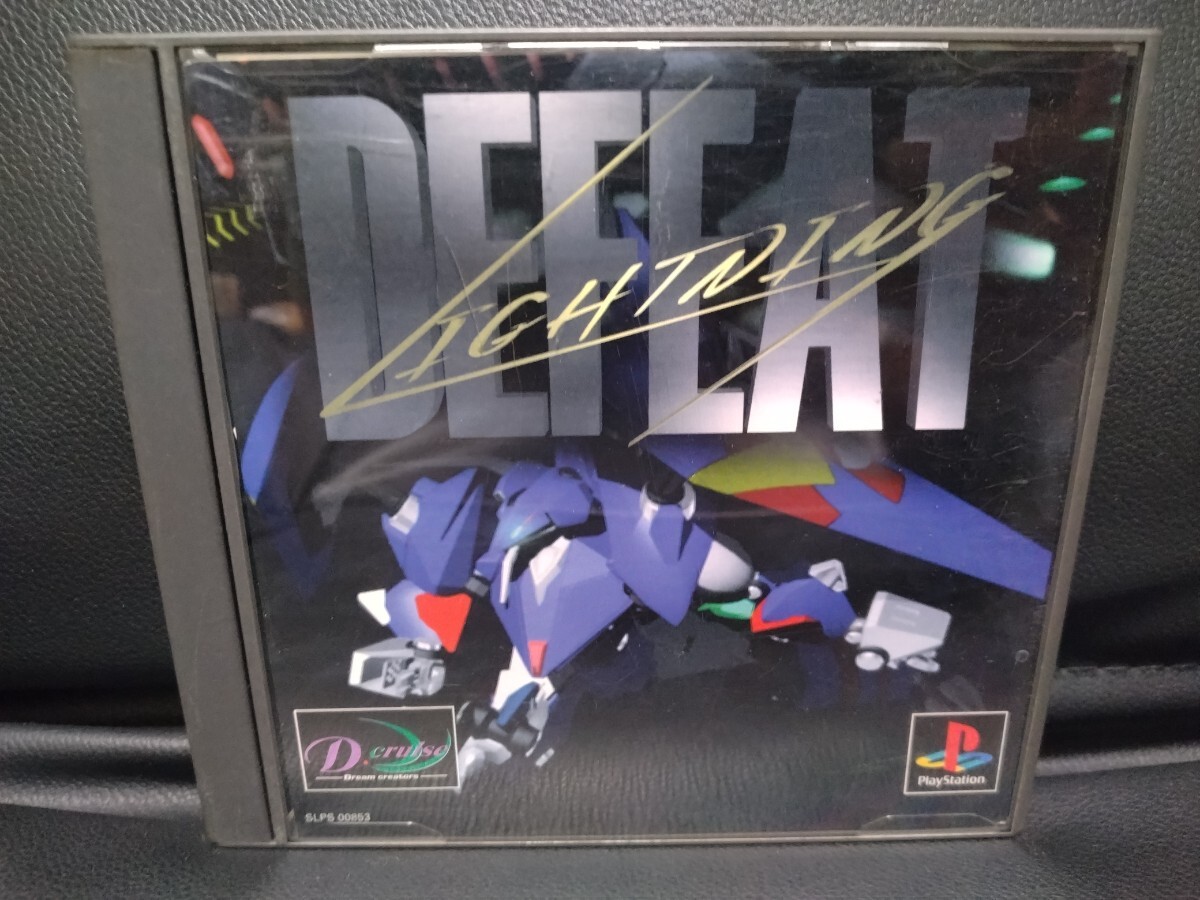 DEFEAT
LIGHTNING
D.cruise
Dream creators
PlayStation
SLPS 00853